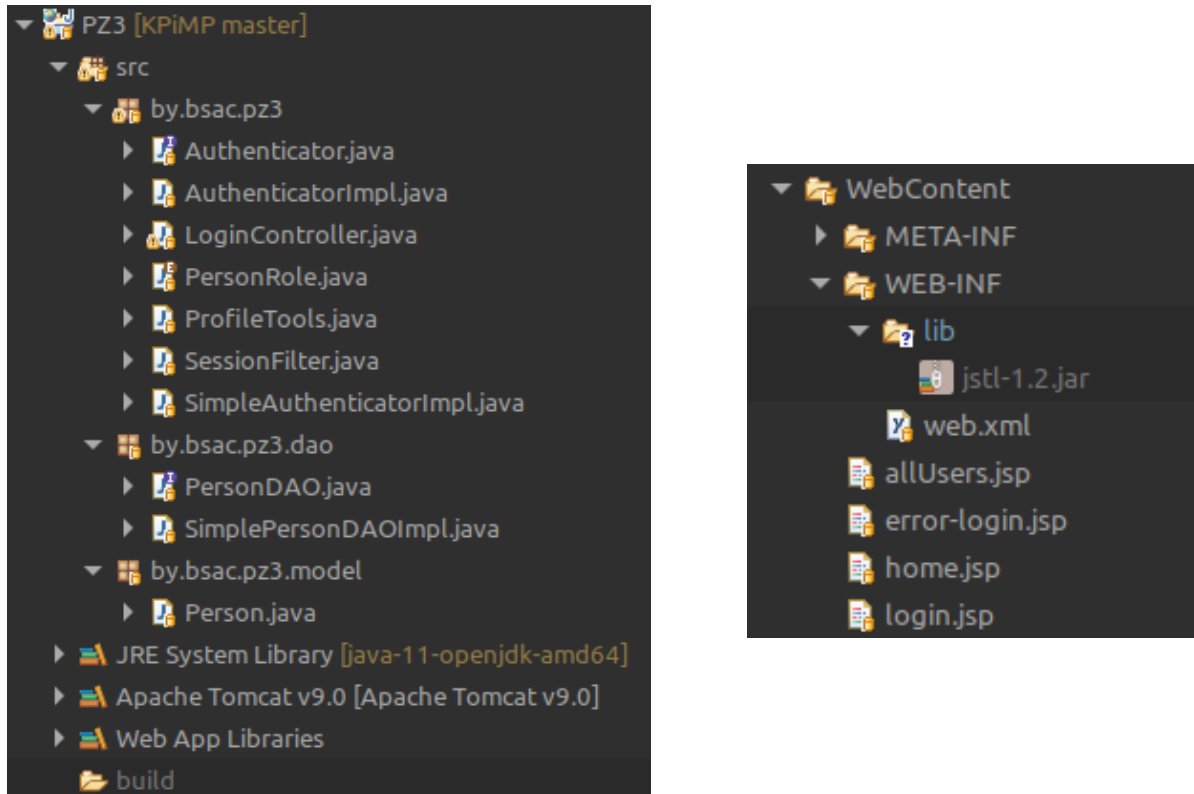 PZ3 [KPiMP master]
src
by.bsac.pz3
Authenticator.java
AuthenticatorImpl.java
LoginController.java
PersonRole.java
ProfileTools.java
SessionFilter.java
SimpleAuthenticatorImpl.java
by.bsac.pz3.dao
PersonDAO.java
SimplePersonDAOImpl.java
by.bsac.pz3.model
Person.java
JRE System Library [java-11-openjdk-amd64]
Apache Tomcat v9.0 [Apache Tomcat v9.0]
Web App Libraries
build
WebContent
META-INF
WEB-INF
lib
jstl-1.2.jar
web.xml
allUsers.jsp
error-login.jsp
home.jsp
login.jsp